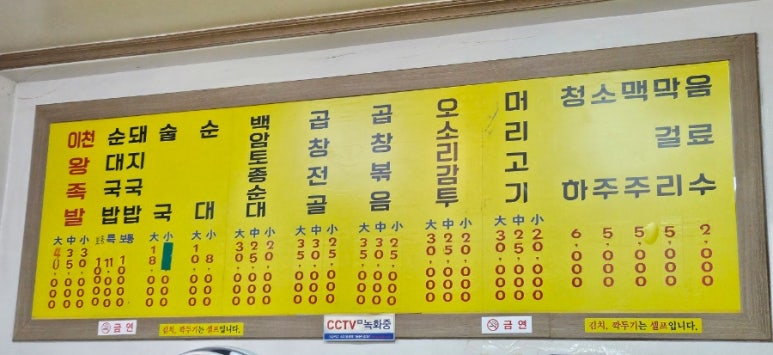 이천왕족발
大 中 小
40,000 35,000 30,000
순대국밥
돼지국밥
보통 특 보통
10,000 11,000 10,000
술국
大 小
18,000
순대
大 小
10,000 8,000
백암토종순대
大 中 小
30,000 25,000 20,000
곱창전골
大 中 小
35,000 30,000 25,000
곱창볶음
大 中 小
35,000 30,000 25,000
오소리감투
大 中 小
30,000 25,000 20,000
머리고기
大 中 小
30,000 25,000 20,000
청하
6,000
소주
5,000
맥주
5,000
막걸리
5,000
음료수
2,000
금연
김치, 깍두기는 셀프입니다.
CCTV 녹화중
금연
김치, 깍두기는 셀프입니다.